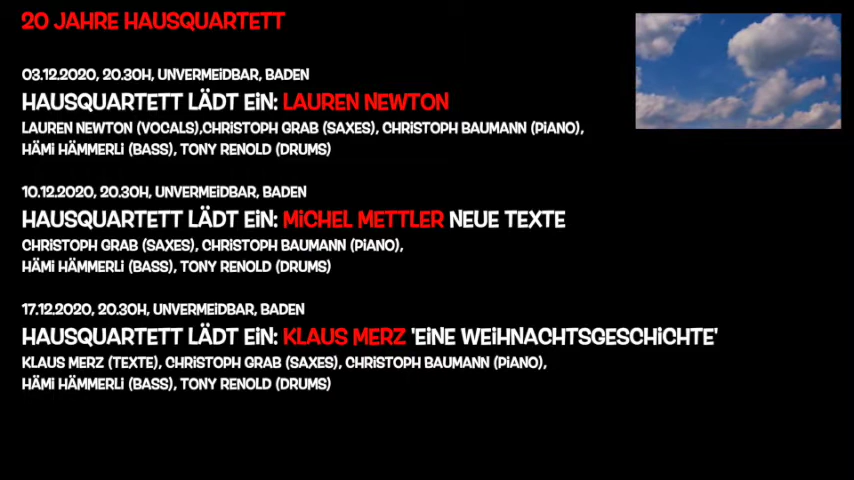 20 JAHRE HAUSQUARTETT
03.12.2020, 20.30H, UNVERMEIDBAR, BADEN
HAUSQUARTETT LÄDT EIN: LAUREN NEWTON
LAUREN NEWTON (VOCALS),CHRISTOPH GRAB (SAXES), CHRISTOPH BAUMANN (PIANO),
HÄMI HÄMMERLI (BASS), TONY RENOLD (DRUMS)
10.12.2020, 20.30H, UNVERMEIDBAR, BADEN
HAUSQUARTETT LÄDT EIN: MICHEL METTLER NEUE TEXTE
CHRISTOPH GRAB (SAXES), CHRISTOPH BAUMANN (PIANO),
HÄMI HÄMMERLI (BASS), TONY RENOLD (DRUMS)
17.12.2020, 20.30H, UNVERMEIDBAR, BADEN
HAUSQUARTETT LÄDT EIN: KLAUS MERZ 'EINE WEIHNACHTSGESCHICHTE'
KLAUS MERZ (TEXTE), CHRISTOPH GRAB (SAXES), CHRISTOPH BAUMANN (PIANO),
HÄMI HÄMMERLI (BASS), TONY RENOLD (DRUMS)